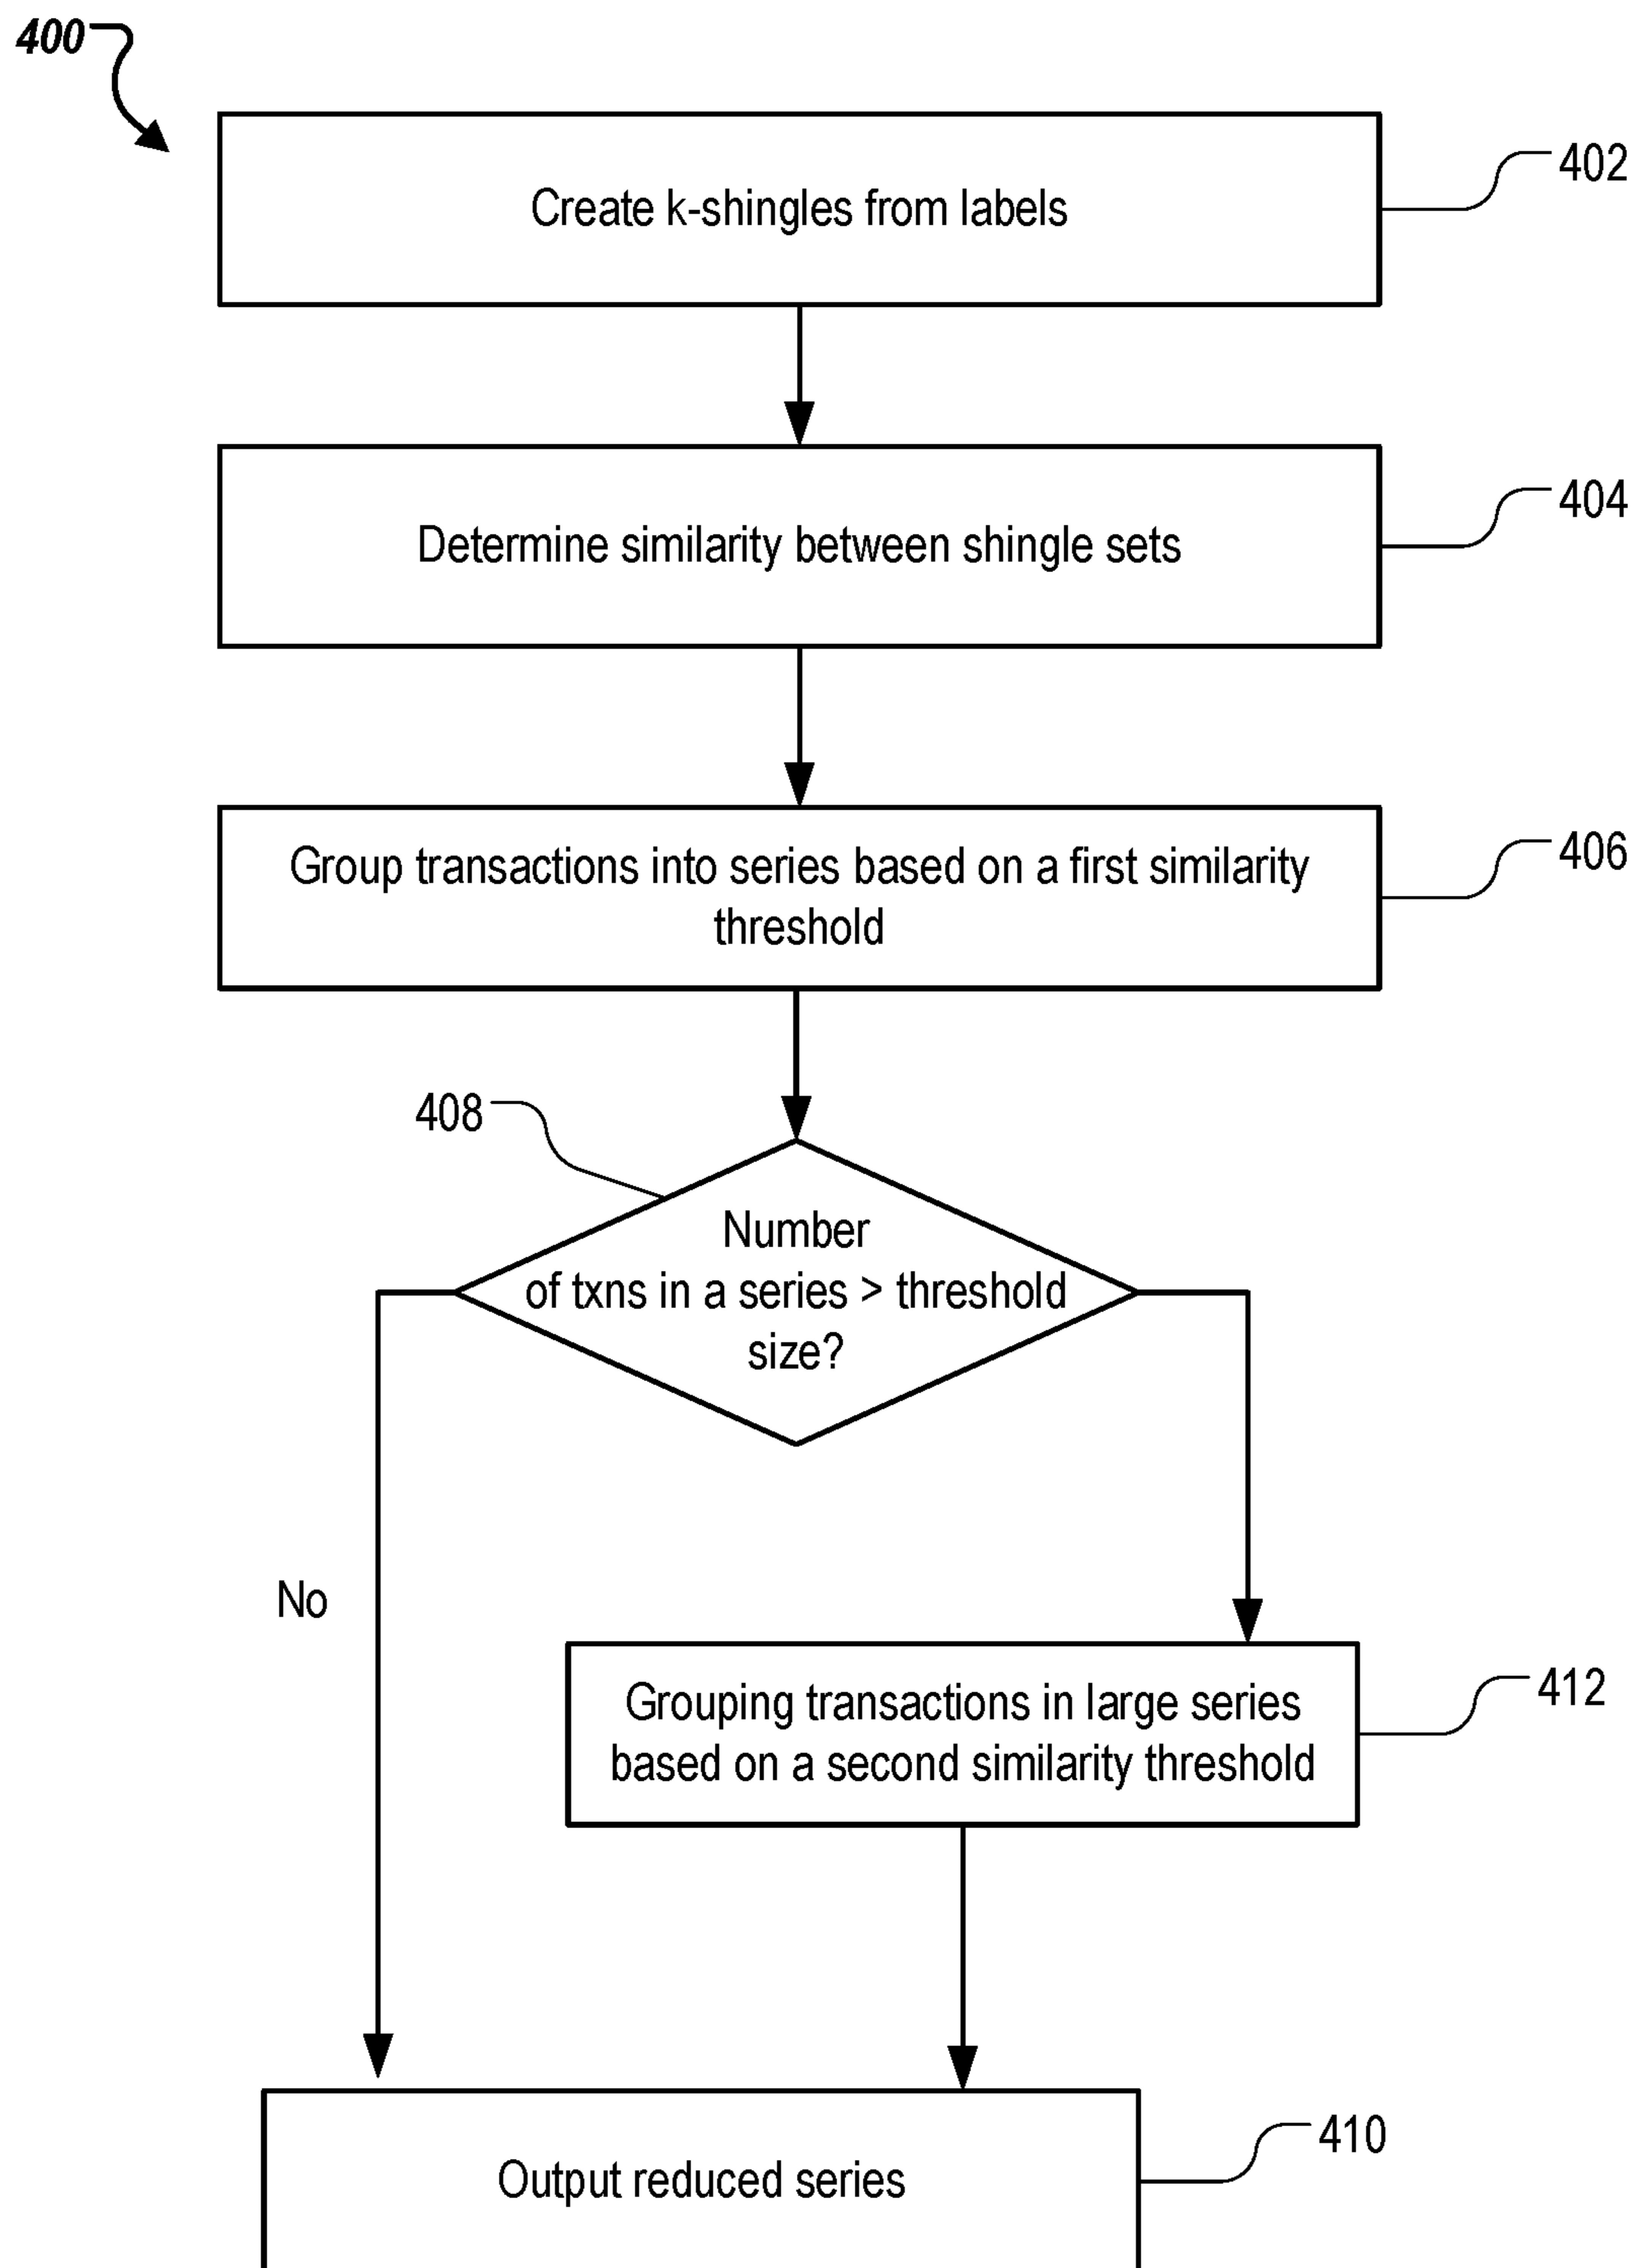 400
Create k-shingles from labels
402
Determine similarity between shingle sets
404
Group transactions into series based on a first similarity
threshold
406
408
Number
of txns in a series > threshold
size?
No
Grouping transactions in large series
based on a second similarity threshold
412
Output reduced series
410